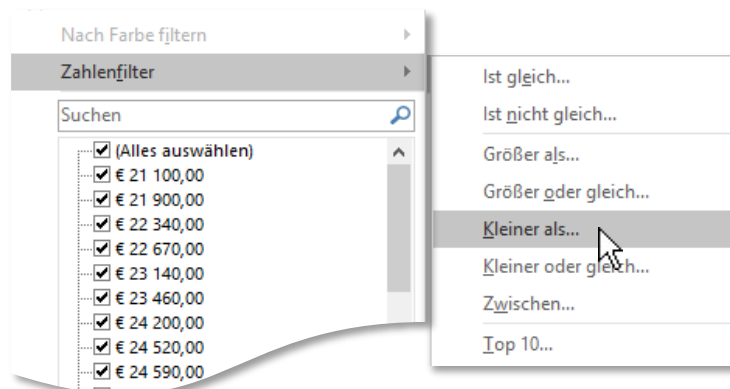 Nach Farbe filtern
Zahlenfilter
Suchen
(Alles auswählen)
€ 21 100,00
€ 21 900,00
€ 22 340,00
€ 22 670,00
€ 23 140,00
€ 23 460,00
€ 24 200,00
€ 24 520,00
€ 24 590,00
Ist gleich...
Ist nicht gleich...
Größer als...
Größer oder gleich...
Kleiner als...
Kleiner oder gleich...
Zwischen...
Top 10...